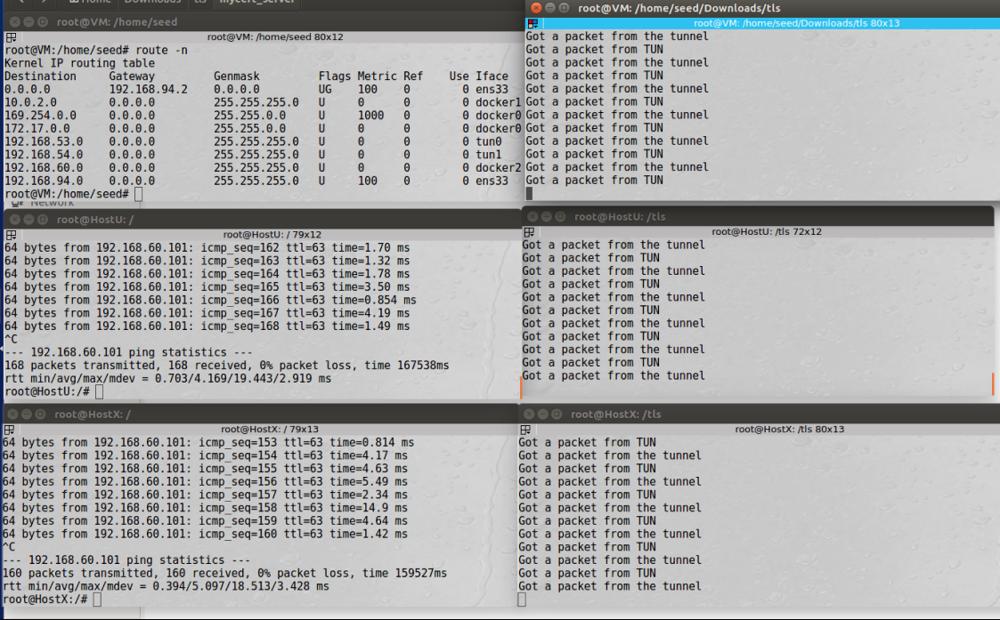 Home Downloads tls mycert_server
root@VM: /home/seed
root@VM: /home/seed 80x12
root@VM:/home/seed# route -n
Kernel IP routing table
Destination Gateway Genmask Flags Metric Ref Use Iface
0.0.0.0 192.168.94.2 0.0.0.0 UG 100 0 0 ens33
10.0.2.0 0.0.0.0 255.255.255.0 U 0 0 0 docker1
169.254.0.0 0.0.0.0 255.255.0.0 U 1000 0 0 docker0
172.17.0.0 0.0.0.0 255.255.0.0 U 0 0 0 docker0
192.168.53.0 0.0.0.0 255.255.255.0 U 0 0 0 tun0
192.168.54.0 0.0.0.0 255.255.255.0 U 0 0 0 tun1
192.168.60.0 0.0.0.0 255.255.255.0 U 0 0 0 docker2
192.168.94.0 0.0.0.0 255.255.255.0 U 100 0 0 ens33
root@VM:/home/seed#
Network
root@VM: /home/seed/Downloads/tls
root@VM: /home/seed/Downloads/tls 80x13
Got a packet from the tunnel
Got a packet from TUN
Got a packet from the tunnel
Got a packet from TUN
Got a packet from the tunnel
Got a packet from TUN
Got a packet from the tunnel
Got a packet from TUN
Got a packet from the tunnel
Got a packet from TUN
Got a packet from the tunnel
Got a packet from TUN
root@HostU: /
root@HostU: / 79x12
64 bytes from 192.168.60.101: icmp_seq=162 ttl=63 time=1.70 ms
64 bytes from 192.168.60.101: icmp_seq=163 ttl=63 time=1.32 ms
64 bytes from 192.168.60.101: icmp_seq=164 ttl=63 time=1.78 ms
64 bytes from 192.168.60.101: icmp_seq=165 ttl=63 time=3.50 ms
64 bytes from 192.168.60.101: icmp_seq=166 ttl=63 time=0.854 ms
64 bytes from 192.168.60.101: icmp_seq=167 ttl=63 time=4.19 ms
64 bytes from 192.168.60.101: icmp_seq=168 ttl=63 time=1.49 ms
^C
--- 192.168.60.101 ping statistics ---
168 packets transmitted, 168 received, 0% packet loss, time 167538ms
rtt min/avg/max/mdev = 0.703/4.169/19.443/2.919 ms
root@HostU:/#
root@HostU: /tls
root@HostU: /tls 72x12
Got a packet from the tunnel
Got a packet from TUN
Got a packet from the tunnel
Got a packet from TUN
Got a packet from the tunnel
Got a packet from TUN
Got a packet from the tunnel
Got a packet from TUN
Got a packet from the tunnel
Got a packet from TUN
Got a packet from the tunnel
root@HostX: /
root@HostX: / 79x13
64 bytes from 192.168.60.101: icmp_seq=153 ttl=63 time=0.814 ms
64 bytes from 192.168.60.101: icmp_seq=154 ttl=63 time=4.17 ms
64 bytes from 192.168.60.101: icmp_seq=155 ttl=63 time=4.63 ms
64 bytes from 192.168.60.101: icmp_seq=156 ttl=63 time=5.49 ms
64 bytes from 192.168.60.101: icmp_seq=157 ttl=63 time=2.34 ms
64 bytes from 192.168.60.101: icmp_seq=158 ttl=63 time=14.9 ms
64 bytes from 192.168.60.101: icmp_seq=159 ttl=63 time=4.64 ms
64 bytes from 192.168.60.101: icmp_seq=160 ttl=63 time=1.42 ms
^C
--- 192.168.60.101 ping statistics ---
160 packets transmitted, 160 received, 0% packet loss, time 159527ms
rtt min/avg/max/mdev = 0.394/5.097/18.513/3.428 ms
root@HostX:/#
root@HostX: /tls
root@HostX: /tls 80x13
Got a packet from TUN
Got a packet from the tunnel
Got a packet from TUN
Got a packet from the tunnel
Got a packet from TUN
Got a packet from the tunnel
Got a packet from TUN
Got a packet from the tunnel
Got a packet from TUN
Got a packet from the tunnel
Got a packet from TUN
Got a packet from the tunnel